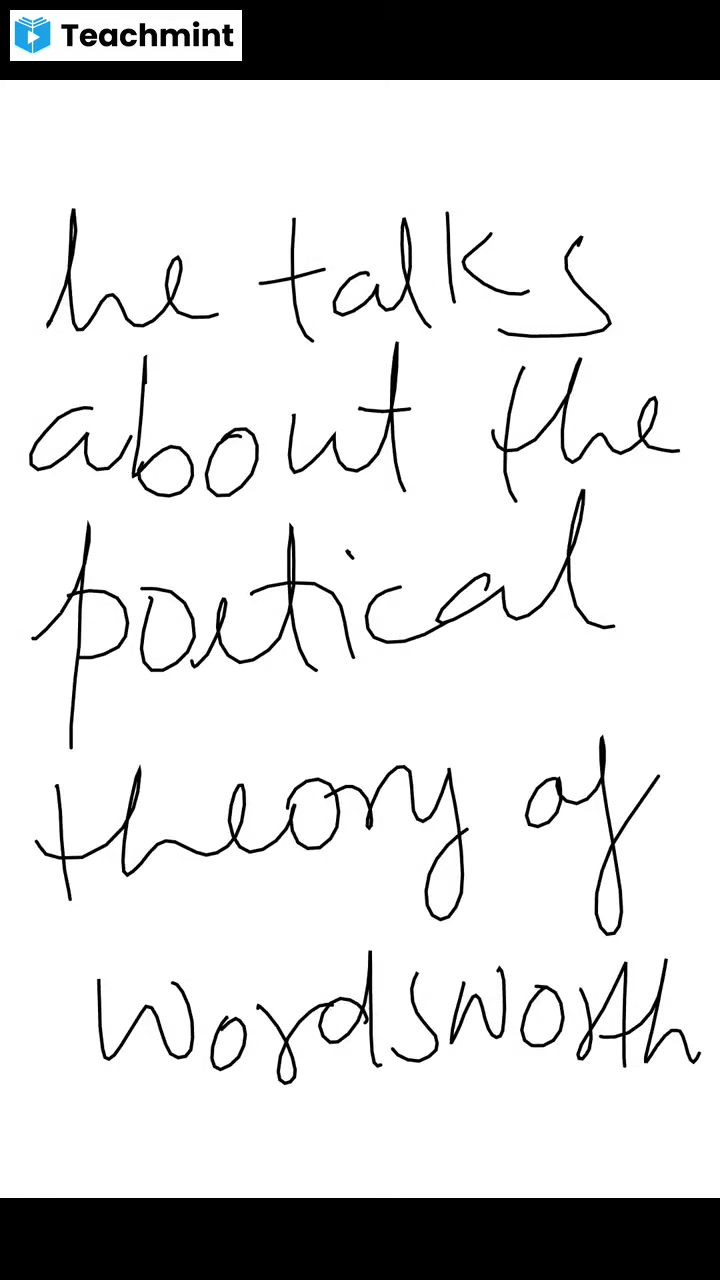 Teachmint
he talks
about the
poetical
theory of
Wordsworth